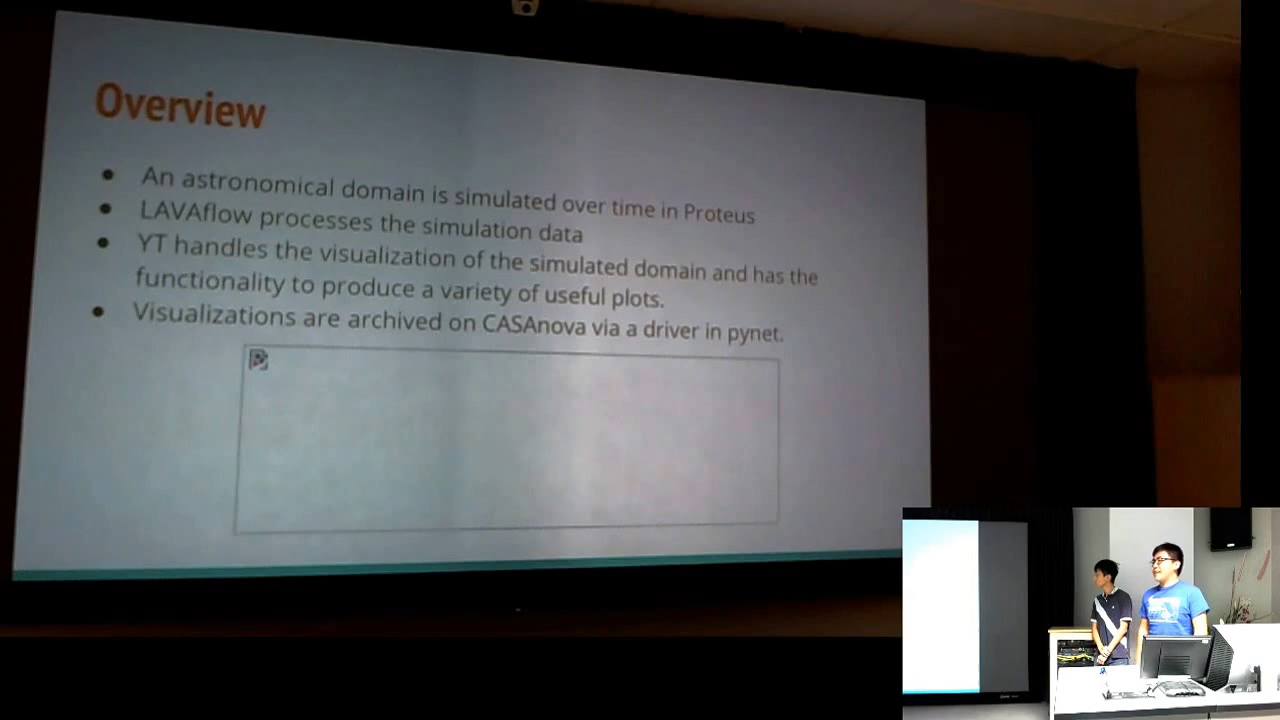 Overview
● An astronomical domain is simulated over time in Proteus
● LAVAflow processes the simulation data
● YT handles the visualization of the simulated domain and has the
functionality to produce a variety of useful plots.
● Visualizations are archived on CASAnova via a driver in pynet.